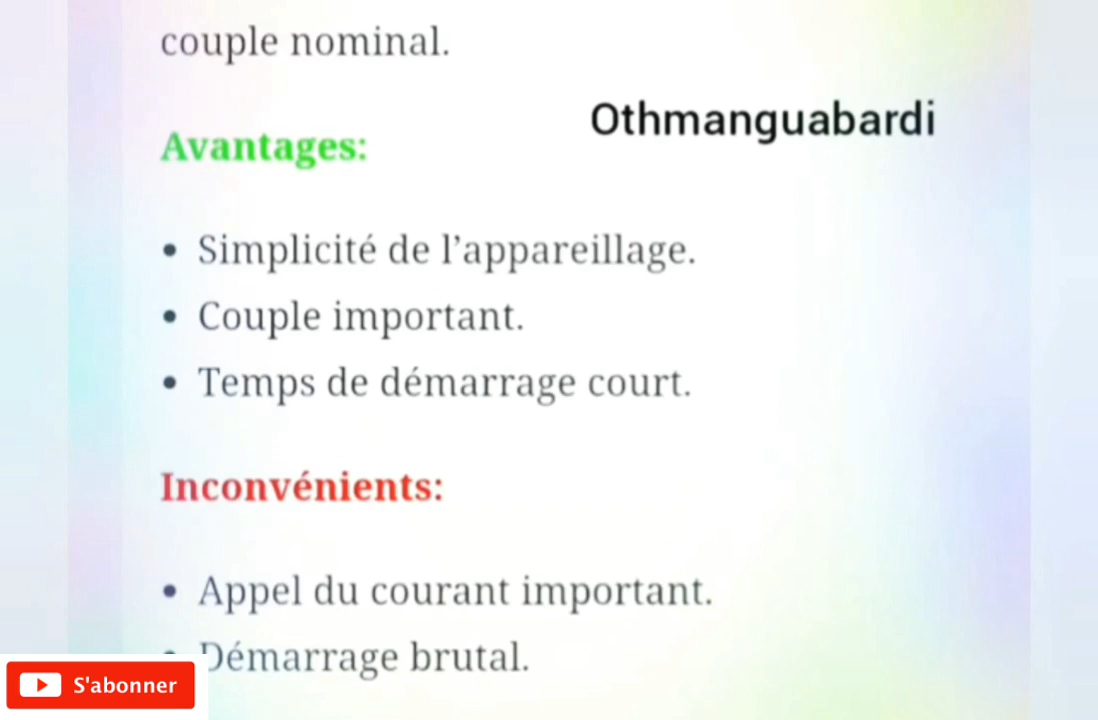 couple nominal.
Othmanguabardi
Avantages:
• Simplicité de l’appareillage.
• Couple important.
• Temps de démarrage court.
Inconvénients:
• Appel du courant important.
• Démarrage brutal.
S'abonner